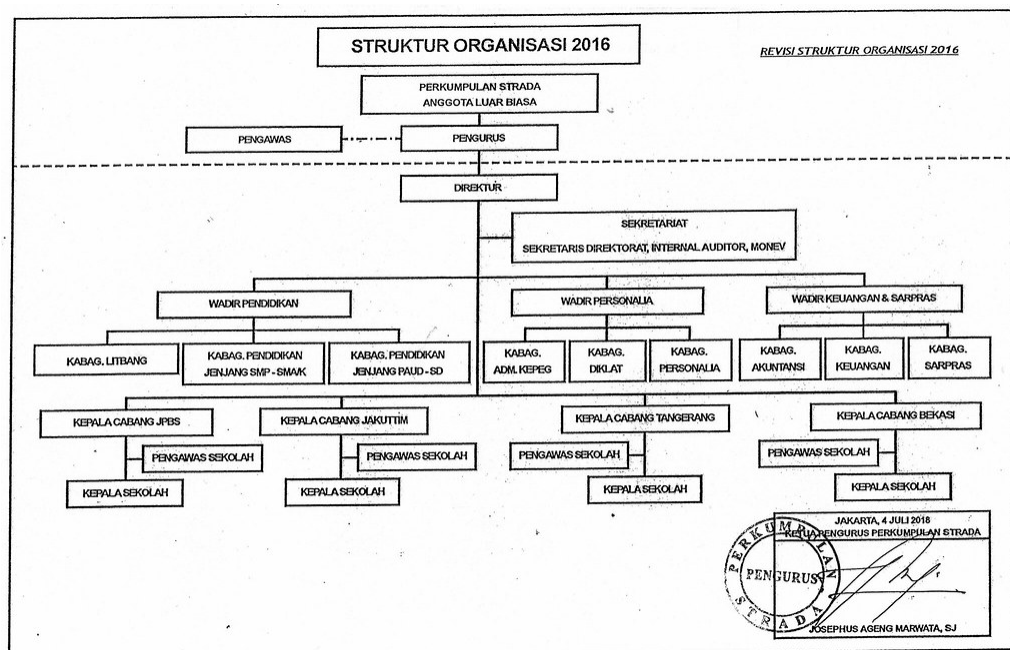 STRUKTUR ORGANISASI 2016
REVISI STRUKTUR ORGANISASI 2016
PERKUMPULAN STRADA
ANGGOTA LUAR BIASA
PENGAWAS
PENGURUS
DIREKTUR
SEKRETARIAT
SEKRETARIS DIREKTORAT, INTERNAL AUDITOR, MONEV
WADIR PENDIDIKAN
WADIR PERSONALIA
WADIR KEUANGAN & SARPRAS
KABAG. LITBANG
KABAG. PENDIDIKAN
JENJANG SMP - SMA/K
KABAG. PENDIDIKAN
JENJANG PAUD - SD
KABAG.
ADM. KEPEG
KABAG.
DIKLAT
KABAG.
PERSONALIA
KABAG.
AKUNTANSI
KABAG.
KEUANGAN
KABAG.
SARPRAS
KEPALA CABANG JPBS
KEPALA CABANG JAKUTTIM
KEPALA CABANG TANGERANG
KEPALA CABANG BEKASI
PENGAWAS SEKOLAH
PENGAWAS SEKOLAH
PENGAWAS SEKOLAH
PENGAWAS SEKOLAH
KEPALA SEKOLAH
KEPALA SEKOLAH
KEPALA SEKOLAH
KEPALA SEKOLAH
JAKARTA, 4 JULI 2016
KETUA PENGURUS PERKUMPULAN STRADA
PERKUMPULAN
PENGURUS
STRADA
JOSEPHUS AGENG MARWATA, SJ